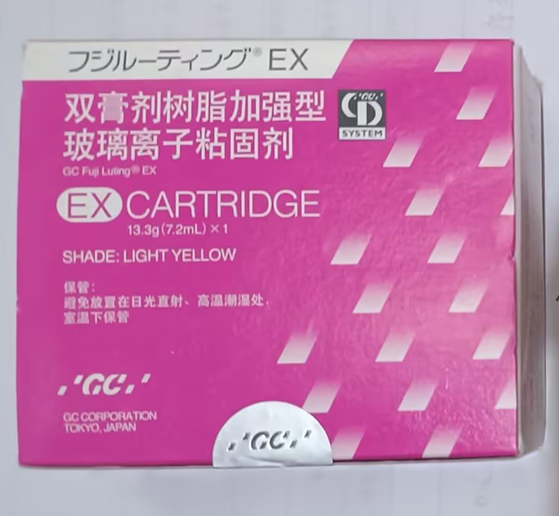 フジルーティング® EX
双膏剂树脂加强型
玻璃离子粘固剂
GC Fuji Luting® EX
EX CARTRIDGE
13.3g(7.2mL)×1
SHADE: LIGHT YELLOW
保管:
避免放置在日光直射、高温潮湿处,
室温下保管
'GC'
CD
SYSTEM
'GC.'
GC CORPORATION
TOKYO, JAPAN
'GC.'